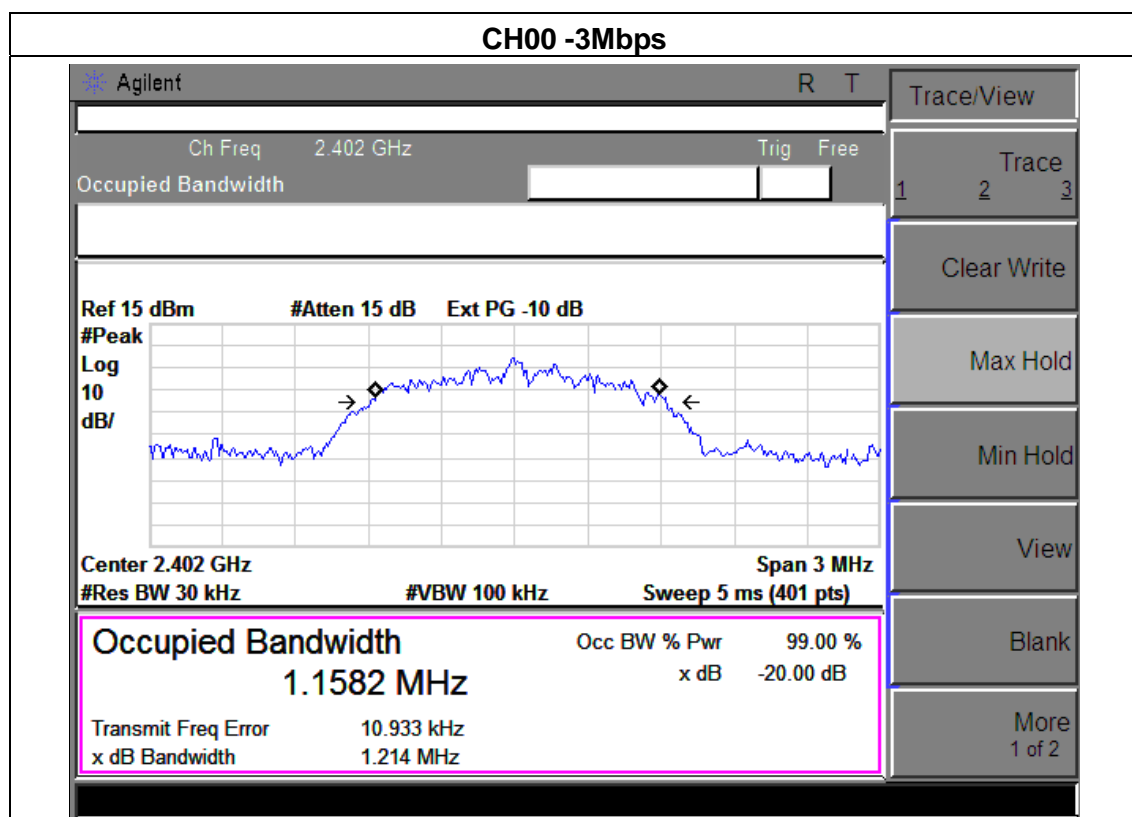 CH00 -3Mbps
Agilent R T
Ch Freq 2.402 GHz Trig Free
Occupied Bandwidth
Ref 15 dBm #Atten 15 dB Ext PG -10 dB
#Peak
Log
10
dB/
Center 2.402 GHz Span 3 MHz
#Res BW 30 kHz #VBW 100 kHz Sweep 5 ms (401 pts)
Occupied Bandwidth Occ BW % Pwr 99.00 %
1.1582 MHz x dB -20.00 dB
Transmit Freq Error 10.933 kHz
x dB Bandwidth 1.214 MHz
Trace/View
Trace
1 2 3
Clear Write
Max Hold
Min Hold
View
Blank
More
1 of 2